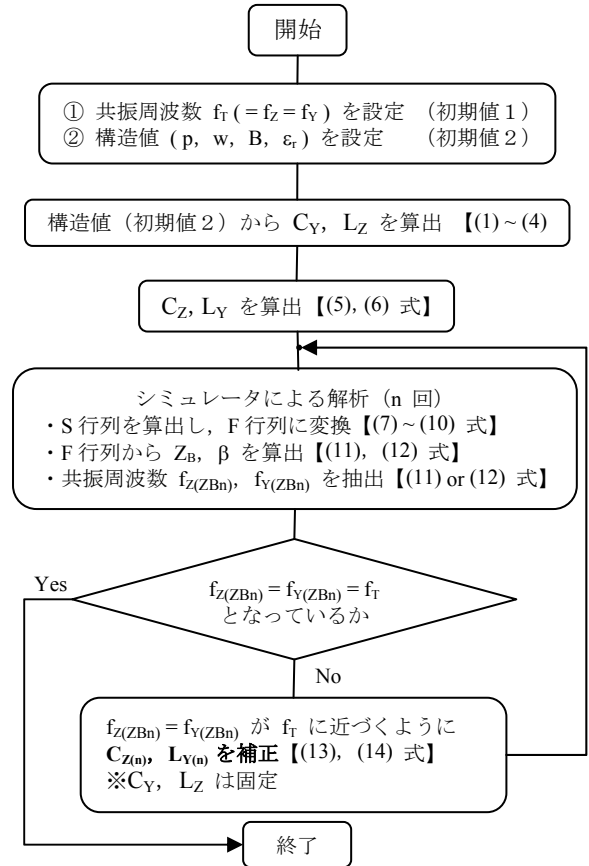 開始
① 共振周波数 fT ( = fZ = fY ) を設定 （初期値１）
② 構造値 ( p, w, B, εr ) を設定 （初期値２）
構造値（初期値２）から CY, LZ を算出 【(1) ~ (4)
CZ, LY を算出【(5), (6) 式】
シミュレータによる解析（n 回）
・S 行列を算出し，F 行列に変換【(7) ~ (10) 式】
・F 行列から ZB, β を算出【(11), (12) 式】
・共振周波数 fZ(ZBn), fY(ZBn) を抽出【(11) or (12) 式】
Yes
fZ(ZBn) = fY(ZBn) = fT
となっているか
No
fZ(ZBn) = fY(ZBn) が fT に近づくように
CZ(n), LY(n) を補正【(13), (14) 式】
※CY, LZ は固定
終了